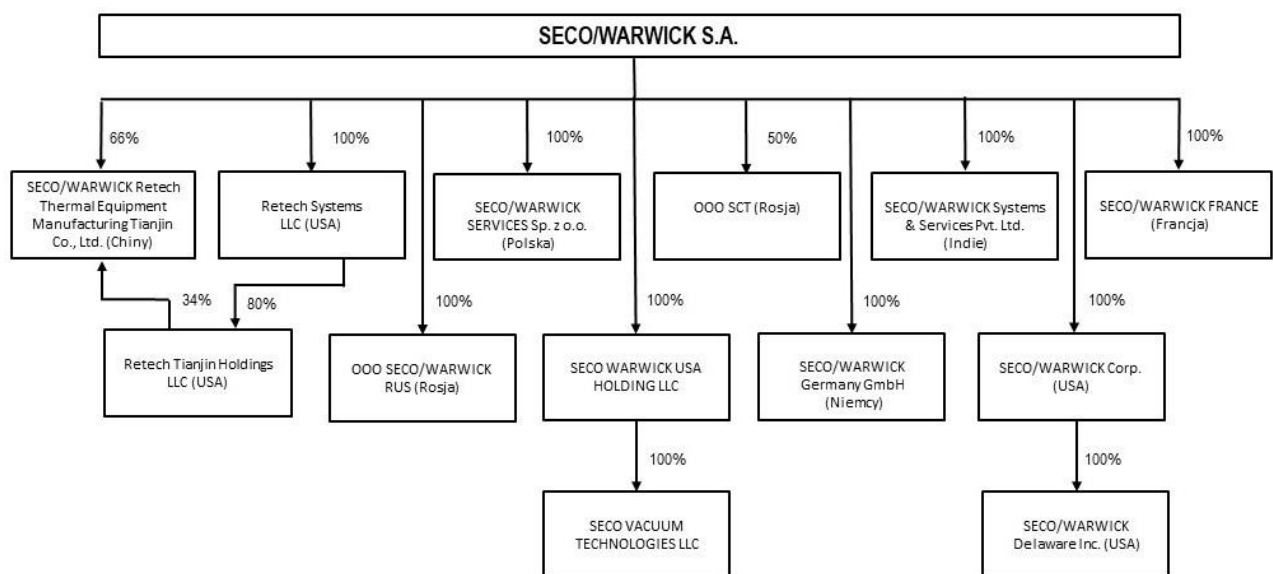 SECO/WARWICK S.A.
66%
100%
100%
50%
100%
100%
SECO/WARWICK Retech
Thermal Equipment
Manufacturing Tianjin
Co., Ltd. (Chiny)
Retech Systems
LLC (USA)
SECO/WARWICK
SERVICES Sp. z o.o.
(Polska)
OOO SCT (Rosja)
SECO/WARWICK Systems
& Services Pvt. Ltd.
(Indie)
SECO/WARWICK FRANCE
(Francja)
34%
80%
100%
100%
100%
100%
Retech Tianjin Holdings
LLC (USA)
OOO SECO/WARWICK
RUS (Rosja)
SECO WARWICK USA
HOLDING LLC
SECO/WARWICK
Germany GmbH
(Niemcy)
SECO/WARWICK Corp.
(USA)
100%
100%
SECO VACUUM
TECHNOLOGIES LLC
SECO/WARWICK
Delaware Inc. (USA)